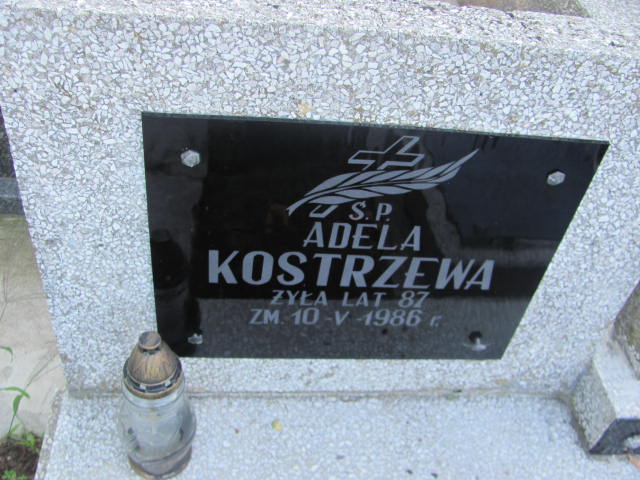 Ś.P.
ADELA
KOSTRZEWA
ŻYŁA LAT 87
ZM. 10-V-1986 r.